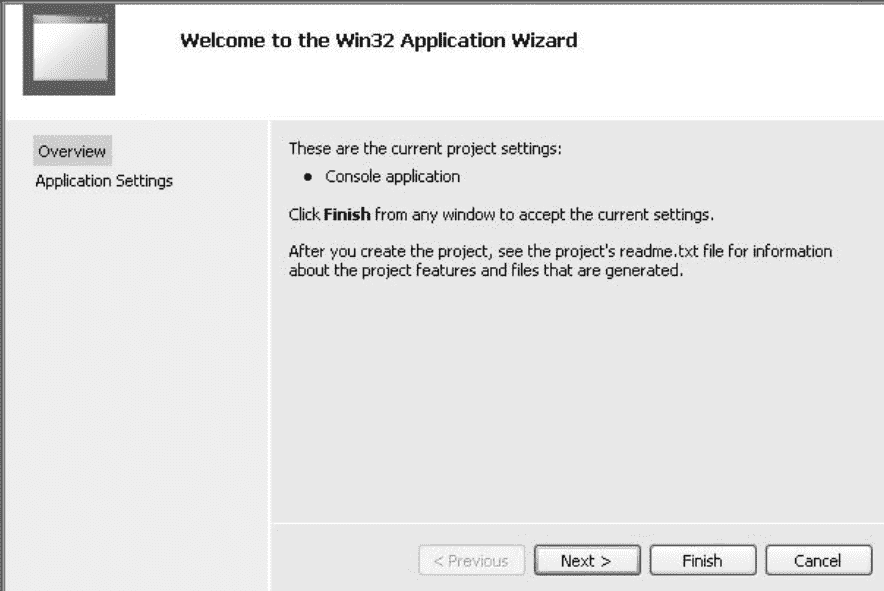 Welcome to the Win32 Application Wizard
Overview
Application Settings
These are the current project settings:
• Console application
Click Finish from any window to accept the current settings.
After you create the project, see the project's readme.txt file for information
about the project features and files that are generated.
< Previous
Next >
Finish
Cancel